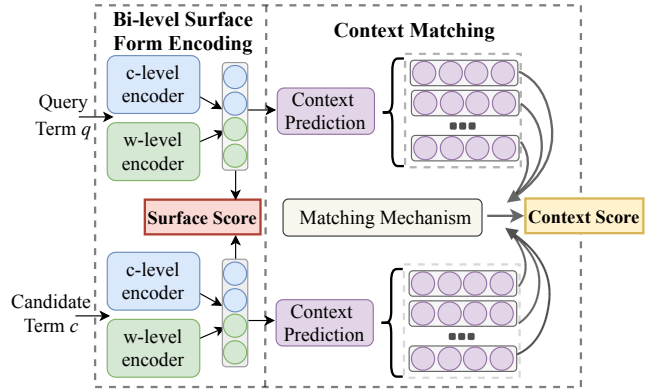 Bi-level Surface
Form Encoding
Context Matching
c-level
encoder
w-level
encoder
Query
Term q
Context
Prediction
Surface Score
Matching Mechanism
Context Score
c-level
encoder
w-level
encoder
Candidate
Term c
Context
Prediction